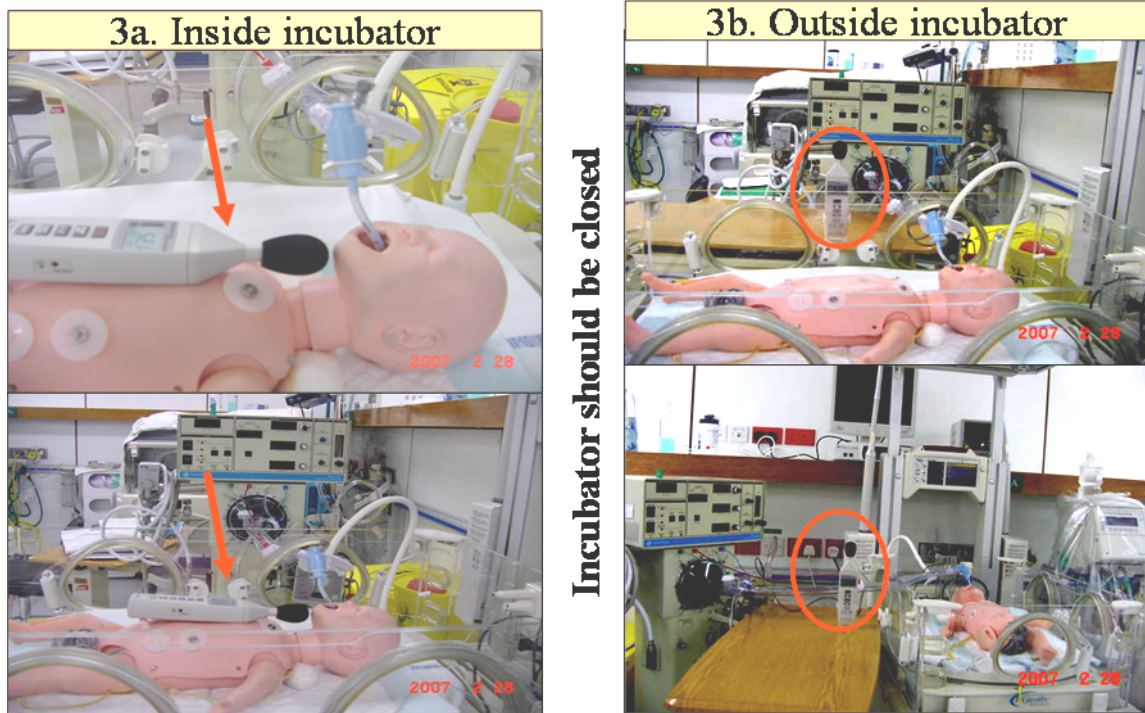 3a. Inside incubator
2007 2 28
2007 2 28
Incubator should be closed
3b. Outside incubator
2007 2 28
2007 2 28
Giraffe